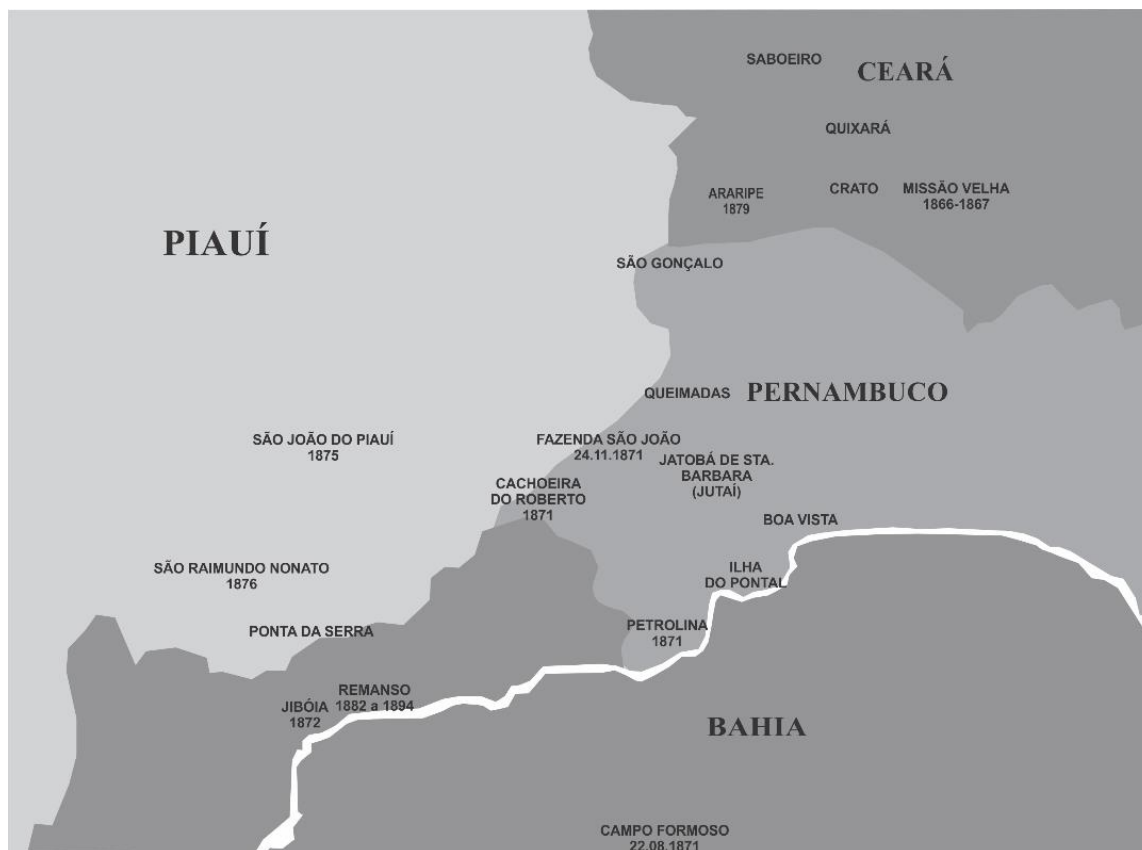 SABOEIRO
CEARÁ
QUIXARÁ
ARARIPE
1879
CRATO
MISSÃO VELHA
1866-1867
PIAUÍ
SÃO GONÇALO
QUEIMADAS
PERNAMBUCO
SÃO JOÃO DO PIAUÍ
1875
FAZENDA SÃO JOÃO
24.11.1871
JATOBÁ DE STA.
BARBARA
(JUTAÍ)
CACHOEIRA
DO ROBERTO
1871
BOA VISTA
SÃO RAIMUNDO NONATO
1876
ILHA
DO PONTAL
PONTA DA SERRA
PETROLINA
1871
JIBÓIA
1872
REMANSO
1882 a 1894
BAHIA
CAMPO FORMOSO
22.08.1871